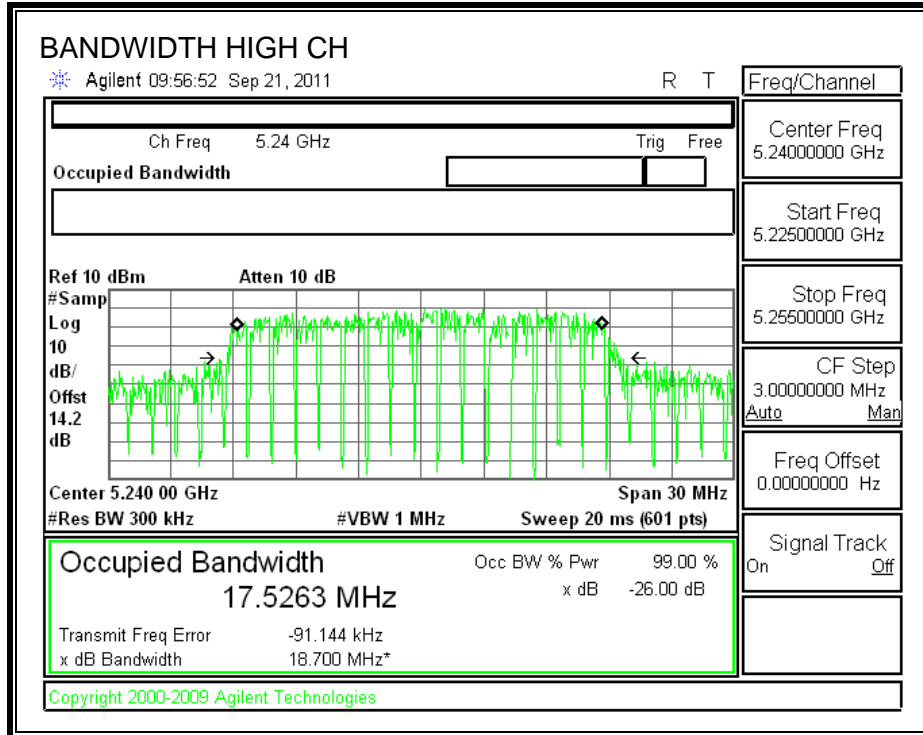 BANDWIDTH HIGH CH
Agilent 09:56:52 Sep 21, 2011 R T
Freq/Channel
Ch Freq 5.24 GHz Trig Free
Occupied Bandwidth
Center Freq
5.24000000 GHz
Start Freq
5.22500000 GHz
Stop Freq
5.25500000 GHz
CF Step
3.00000000 MHz
Auto Man
Freq Offset
0.00000000 Hz
Signal Track
On Off
Ref 10 dBm Atten 10 dB
#Samp
Log
10
dB/
Offst
14.2
dB
Center 5.240 00 GHz Span 30 MHz
#Res BW 300 kHz #VBW 1 MHz Sweep 20 ms (601 pts)
Occupied Bandwidth
17.5263 MHz
Occ BW % Pwr 99.00 %
x dB -26.00 dB
Transmit Freq Error -91.144 kHz
x dB Bandwidth 18.700 MHz*
Copyright 2000-2009 Agilent Technologies